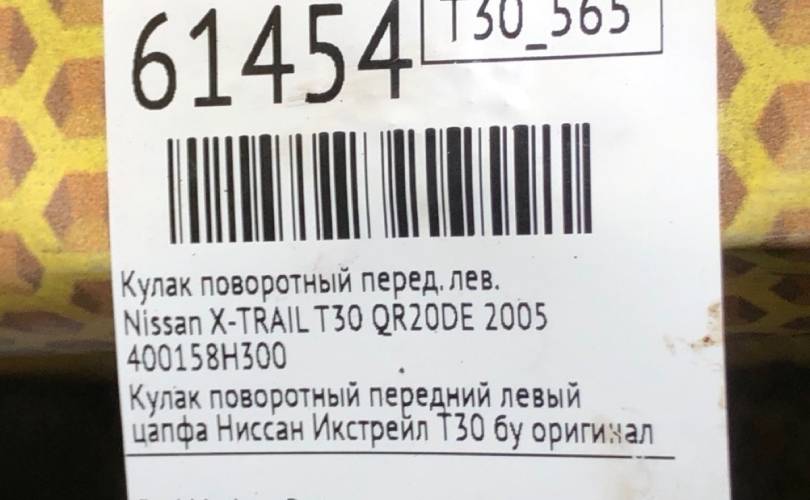 61454
T30_565
Кулак поворотный перед. лев.
Nissan X-TRAIL T30 QR20DE 2005
400158H300
Кулак поворотный передний левый
цапфа Ниссан Икстрейл Т30 бу оригинал